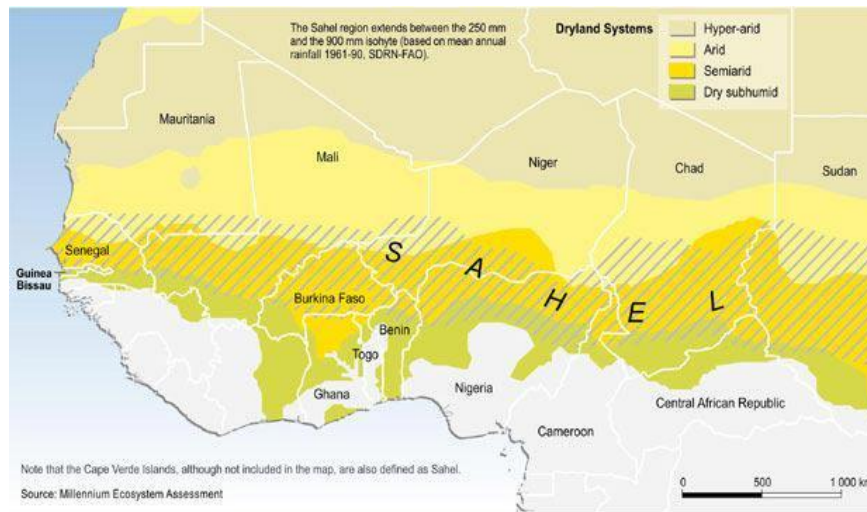 The Sahel region extends between the 250 mm
and the 900 mm isohyte (based on mean annual
rainfall 1961-90, SDRN-FAO).
Dryland Systems
Hyper-arid
Arid
Semiarid
Dry subhumid
Mauritania
Mali
Niger
Chad
Sudan
Senegal
SAHEL
Guinea
Bissau
Burkina Faso
Benin
Togo
Ghana
Nigeria
Cameroon
Central African Republic
Note that the Cape Verde Islands, although not included in the map, are also defined as Sahel.
Source: Millennium Ecosystem Assessment
0 500 1 000 km